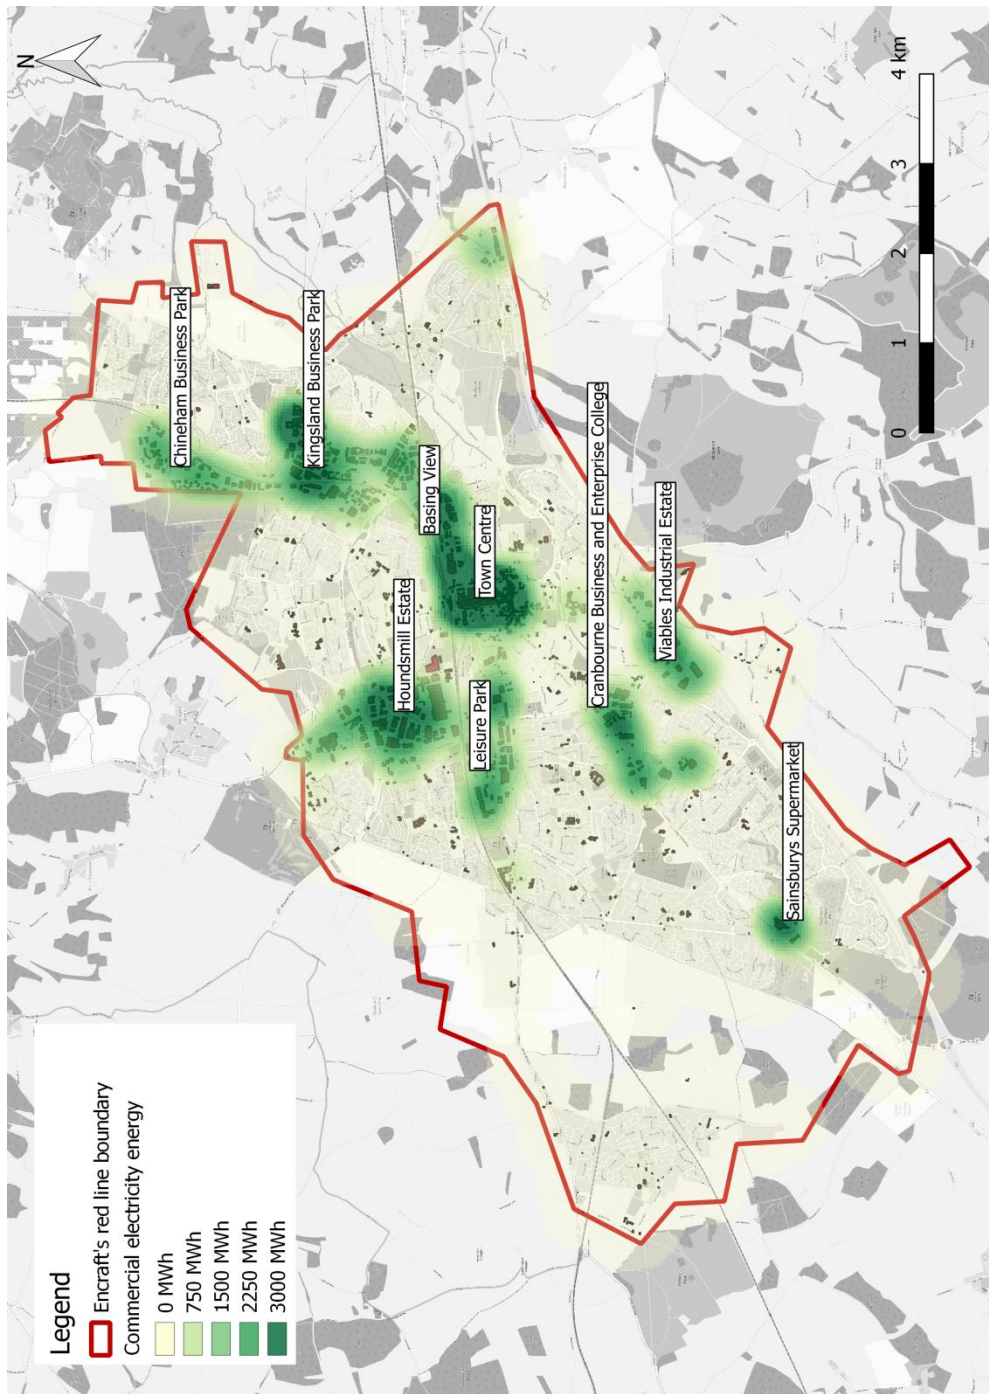 N
Chineham Business Park
Kingsland Business Park
Basing View
Town Centre
Houndsmill Estate
Leisure Park
Cranbourne Business and Enterprise College
Viables Industrial Estate
Sainsburys Supermarket
Legend
Encraft's red line boundary
Commercial electricity energy
0 MWh
750 MWh
1500 MWh
2250 MWh
3000 MWh
0 1 2 3 4 km